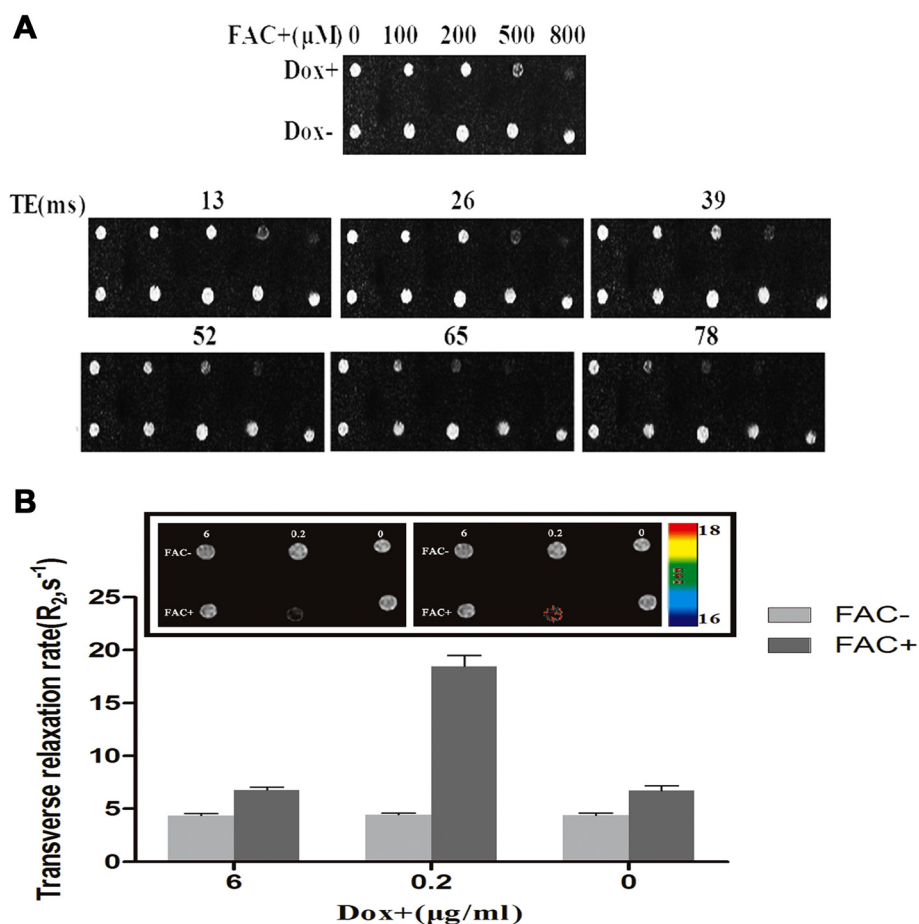 A
FAC+(μM) 0 100 200 500 800
Dox+
Dox-
TE(ms) 13 26 39
52 65 78
B
6 0.2 0 6 0.2 0 18
FAC- FAC-
FAC+ FAC+ 16
Transverse relaxation rate(R2,s-1)
25
20
15
10
5
0
6 0.2 0
Dox+(μg/ml)
FAC-
FAC+